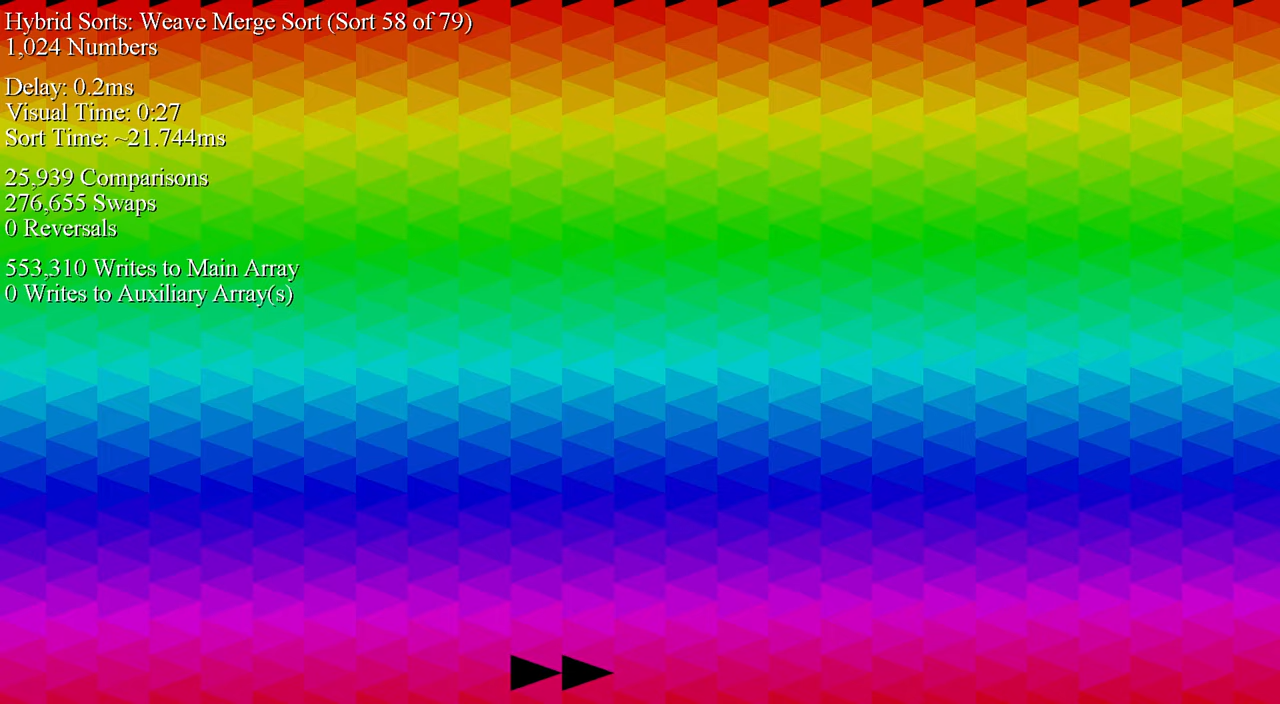 Hybrid Sorts: Weave Merge Sort (Sort 58 of 79)
1,024 Numbers
Delay: 0.2ms
Visual Time: 0:27
Sort Time: ~21.744ms
25,939 Comparisons
276,655 Swaps
0 Reversals
553,310 Writes to Main Array
0 Writes to Auxiliary Array(s)